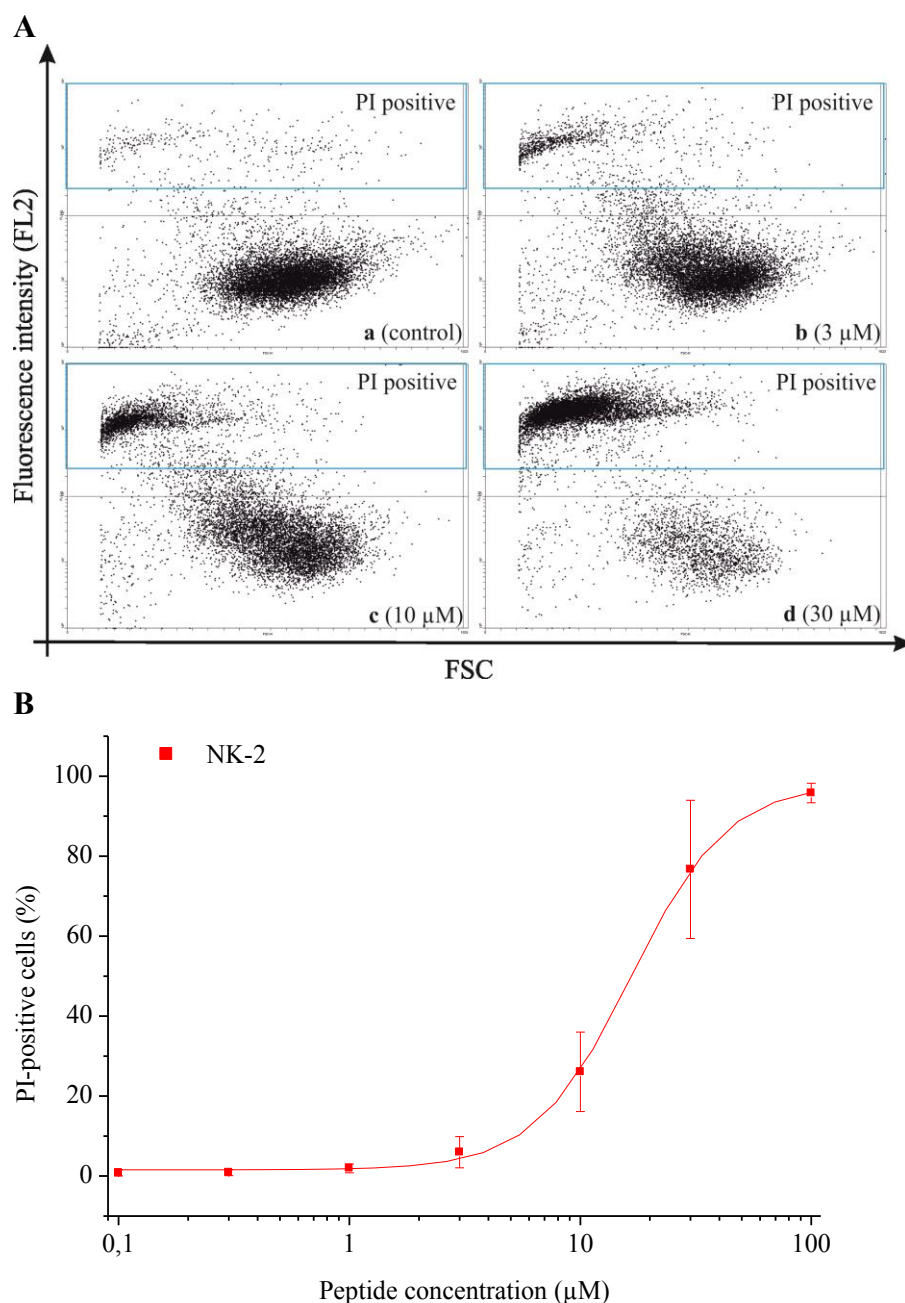 A
Fluorescence intensity (FL2)
PI positive
a (control)
PI positive
b (3 µM)
PI positive
c (10 µM)
PI positive
d (30 µM)
FSC
B
NK-2
PI-positive cells (%)
100
80
60
40
20
0
0,1
1
10
100
Peptide concentration (µM)